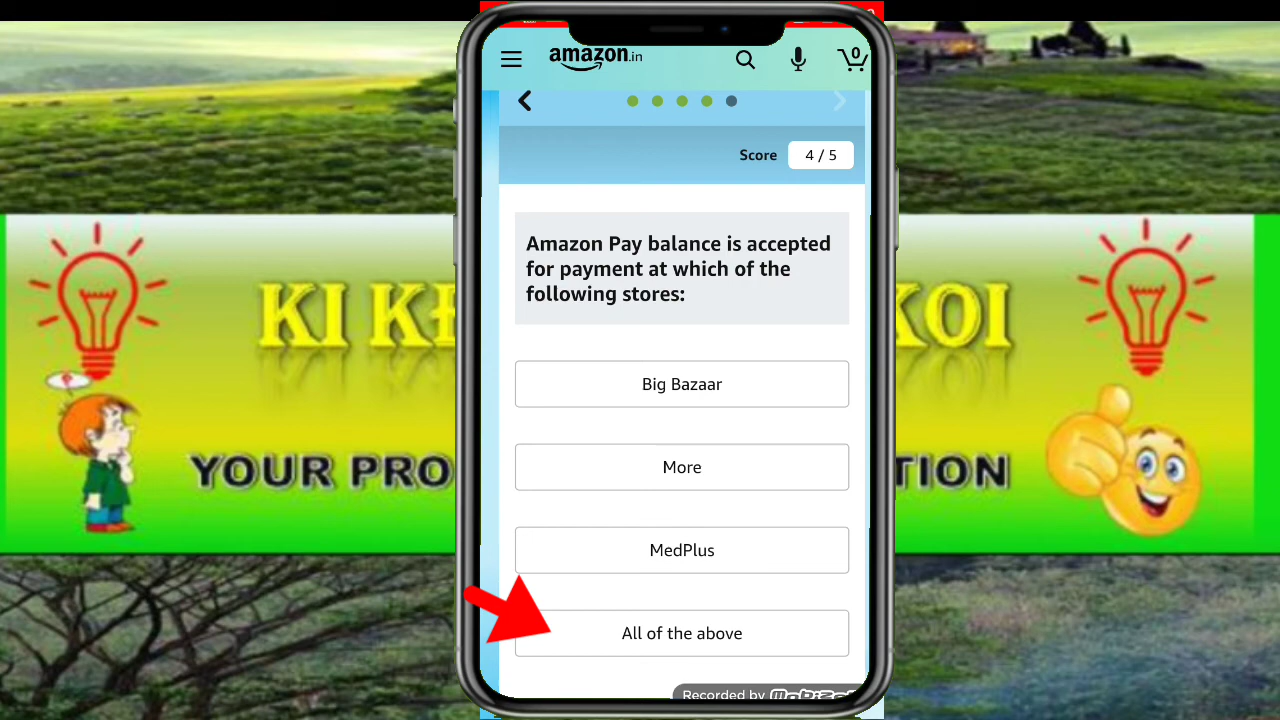 amazon.in
0
Score 4 / 5
Amazon Pay balance is accepted
for payment at which of the
following stores:
KI KOI
Big Bazaar
More
YOUR PRO TION
MedPlus
All of the above
Recorded by